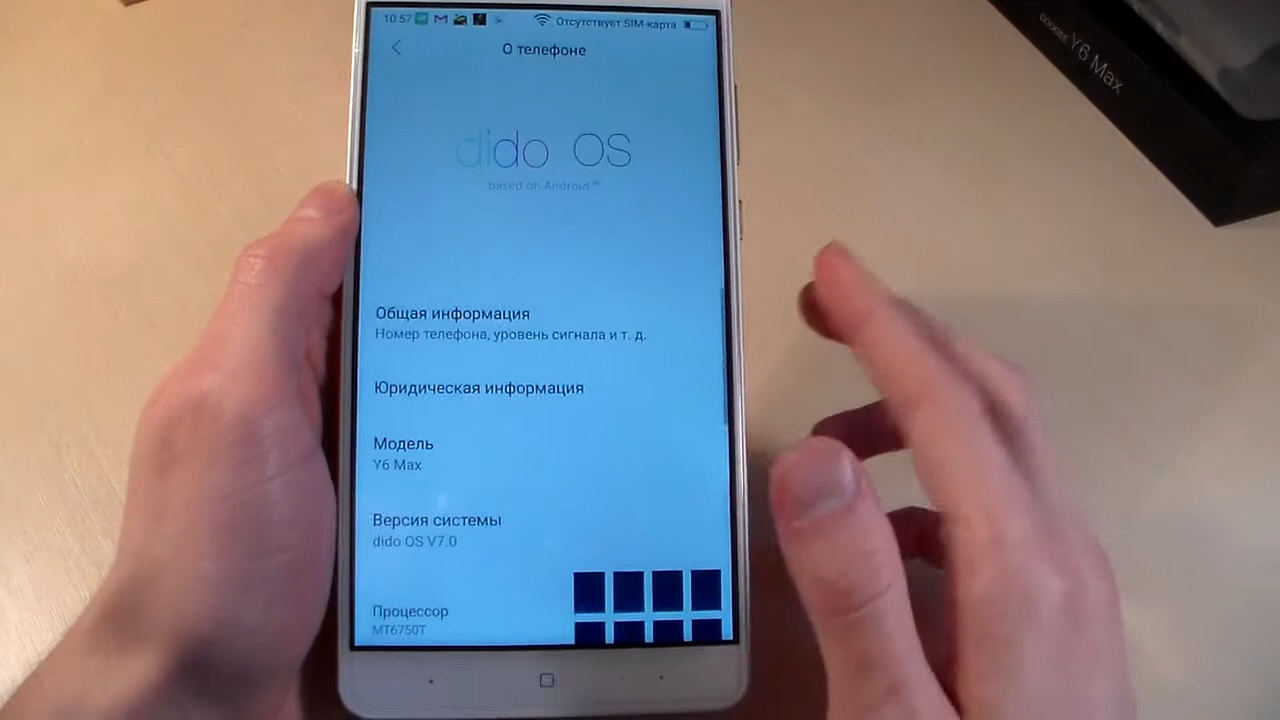 10:57 Отсутствует SIM-карта
О телефоне
dido OS
based on Android™
Общая информация
Номер телефона, уровень сигнала и т. д.
Юридическая информация
Модель
Y6 Max
Версия системы
dido OS V7.0
Процессор
MT6750T
DOOGEE Y6 Max